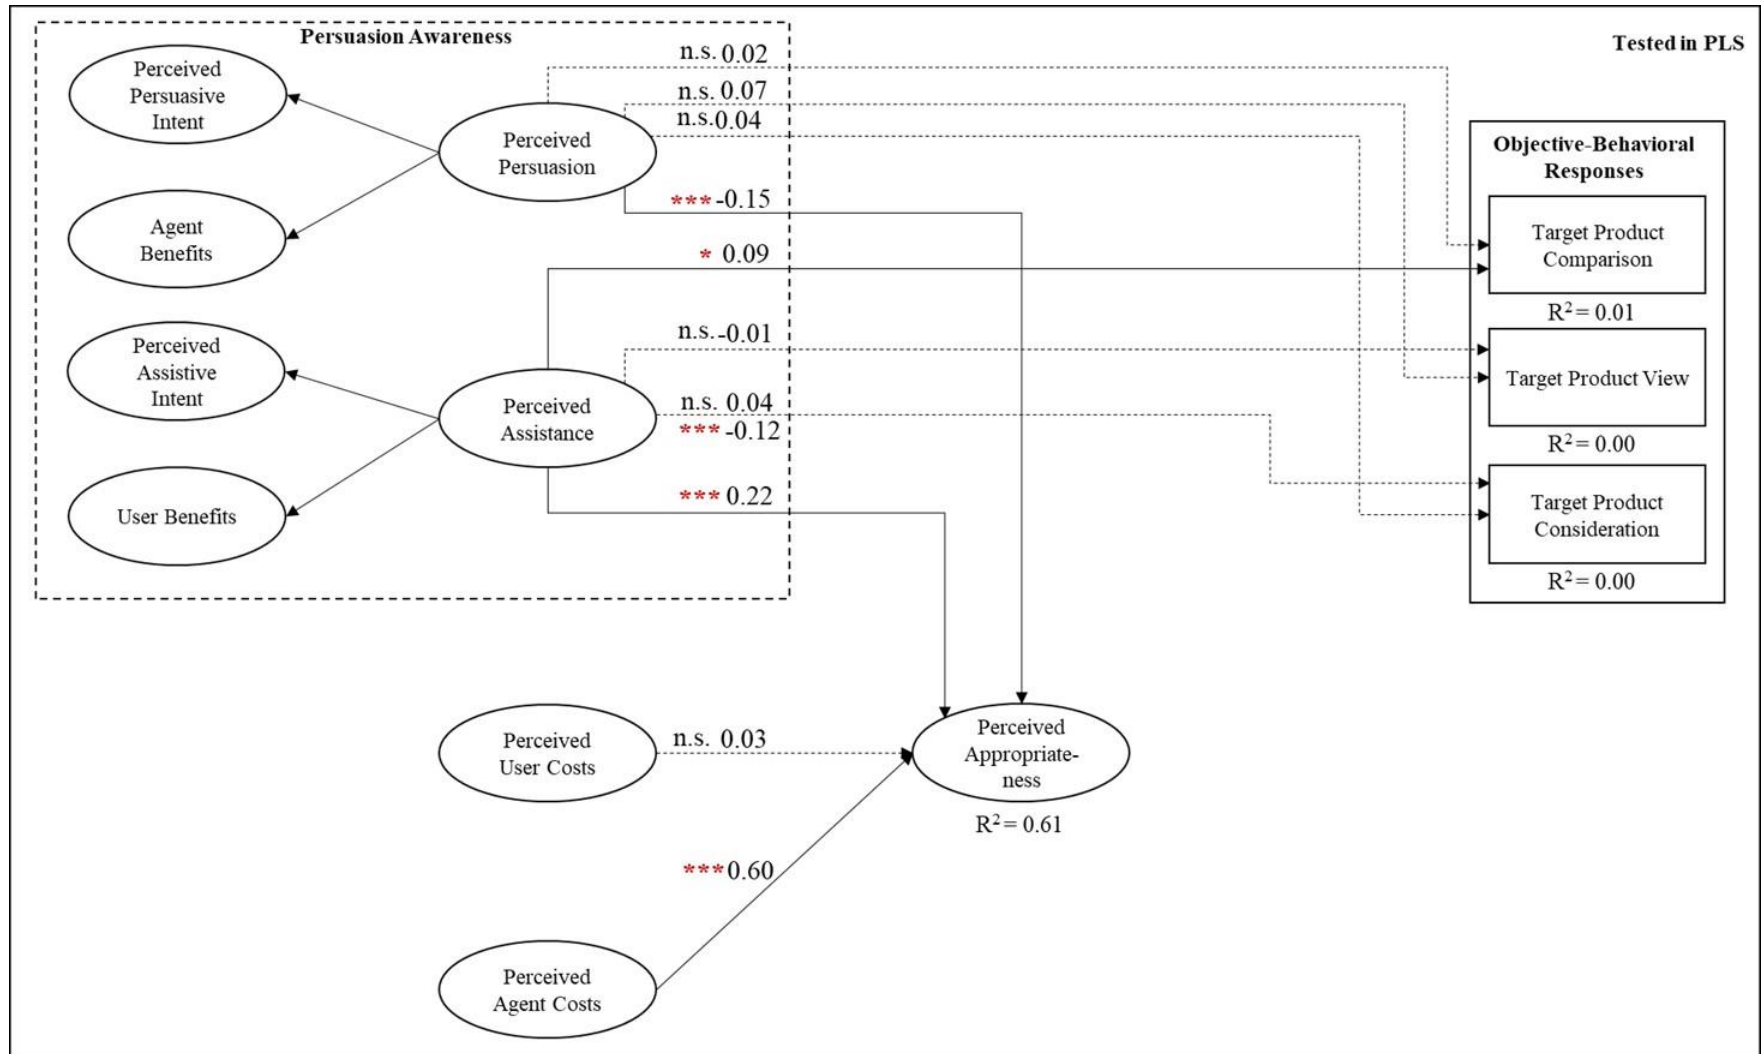 Persuasion Awareness
Tested in PLS
Perceived
Persuasive
Intent
Agent
Benefits
Perceived
Assistive
Intent
User Benefits
Perceived
Persuasion
Perceived
Assistance
n.s. 0.02
n.s. 0.07
n.s. 0.04
*** -0.15
* 0.09
n.s. -0.01
n.s. 0.04
*** -0.12
*** 0.22
Objective-Behavioral
Responses
Target Product
Comparison
R² = 0.01
Target Product View
R² = 0.00
Target Product
Consideration
R² = 0.00
Perceived
User Costs
n.s. 0.03
Perceived
Appropriate-
ness
R² = 0.61
*** 0.60
Perceived
Agent Costs